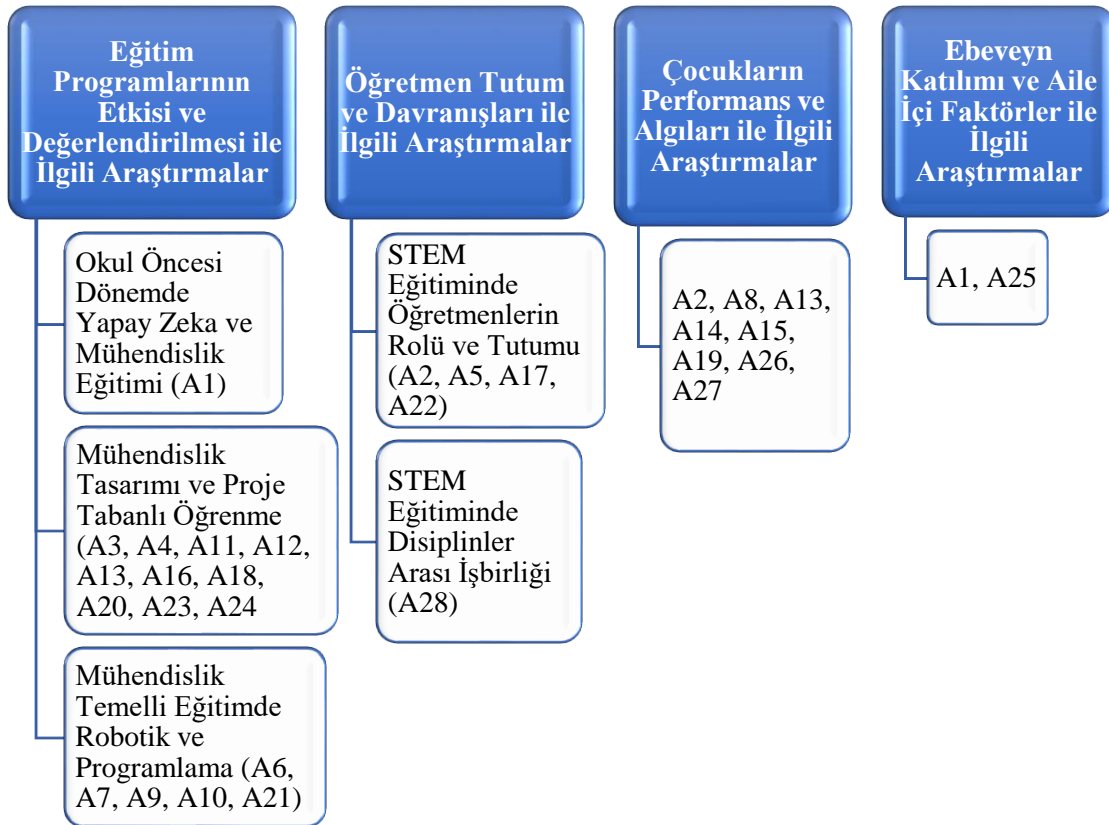 Eğitim
Programlarının
Etkisi ve
Değerlendirilmesi ile
İlgili Araştırmalar
Okul Öncesi
Dönemde
Yapay Zeka ve
Mühendislik
Eğitimi (A1)
Mühendislik
Tasarımı ve Proje
Tabanlı Öğrenme
(A3, A4, A11, A12,
A13, A16, A18,
A20, A23, A24
Mühendislik
Temelli Eğitimde
Robotik ve
Programlama (A6,
A7, A9, A10, A21)
Öğretmen Tutum
ve Davranışları ile
İlgili Araştırmalar
STEM
Eğitiminde
Öğretmenlerin
Rolü ve Tutumu
(A2, A5, A17,
A22)
STEM
Eğitiminde
Disiplinler
Arası İşbirliği
(A28)
Çocukların
Performans ve
Algıları ile İlgili
Araştırmalar
A2, A8, A13,
A14, A15,
A19, A26,
A27
Ebeveyn
Katılımı ve Aile
İçi Faktörler ile
İlgili
Araştırmalar
A1, A25